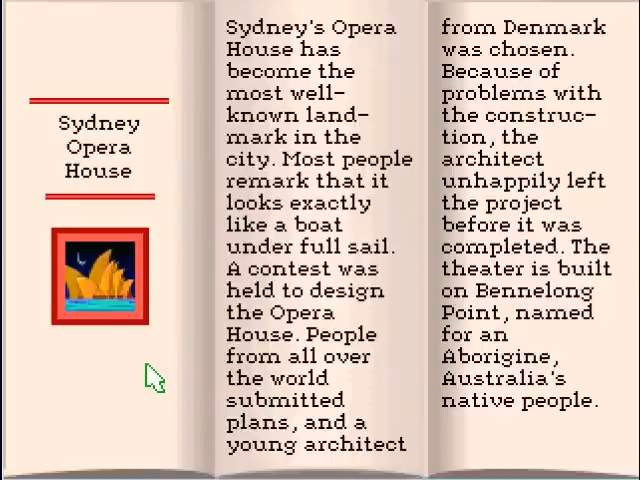 Sydney
Opera
House
Sydney's Opera
House has
become the
most well-
known land-
mark in the
city. Most people
remark that it
looks exactly
like a boat
under full sail.
A contest was
held to design
the Opera
House. People
from all over
the world
submitted
plans, and a
young architect
from Denmark
was chosen.
Because of
problems with
the construc-
tion, the
architect
unhappily left
the project
before it was
completed. The
theater is built
on Bennelong
Point, named
for an
Aborigine,
Australia's
native people.